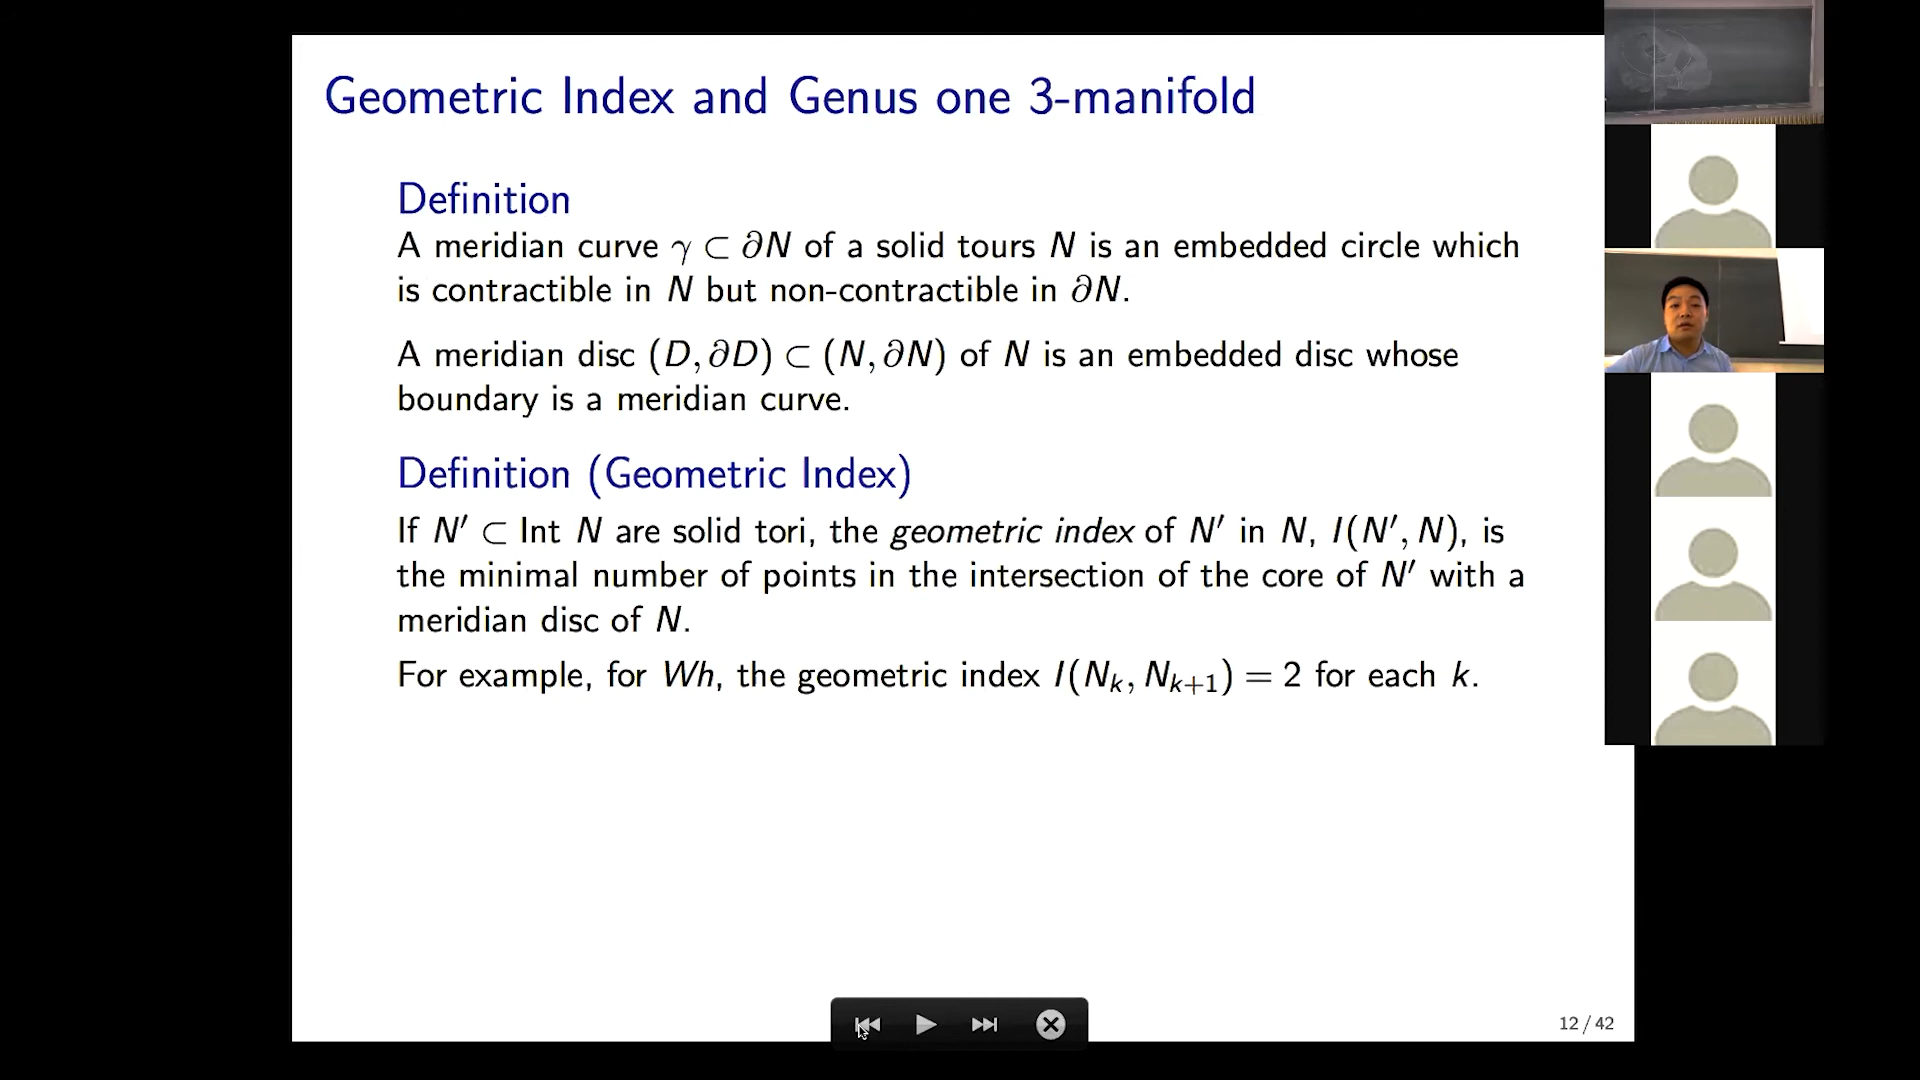 Geometric Index and Genus one 3-manifold
Definition
A meridian curve γ ⊂ ∂N of a solid tours N is an embedded circle which
is contractible in N but non-contractible in ∂N.
A meridian disc (D, ∂D) ⊂ (N, ∂N) of N is an embedded disc whose
boundary is a meridian curve.
Definition (Geometric Index)
If N′ ⊂ Int N are solid tori, the geometric index of N′ in N, I(N′, N), is
the minimal number of points in the intersection of the core of N′ with a
meridian disc of N.
For example, for Wh, the geometric index I(Nₖ, Nₖ₊₁) = 2 for each k.
12 / 42